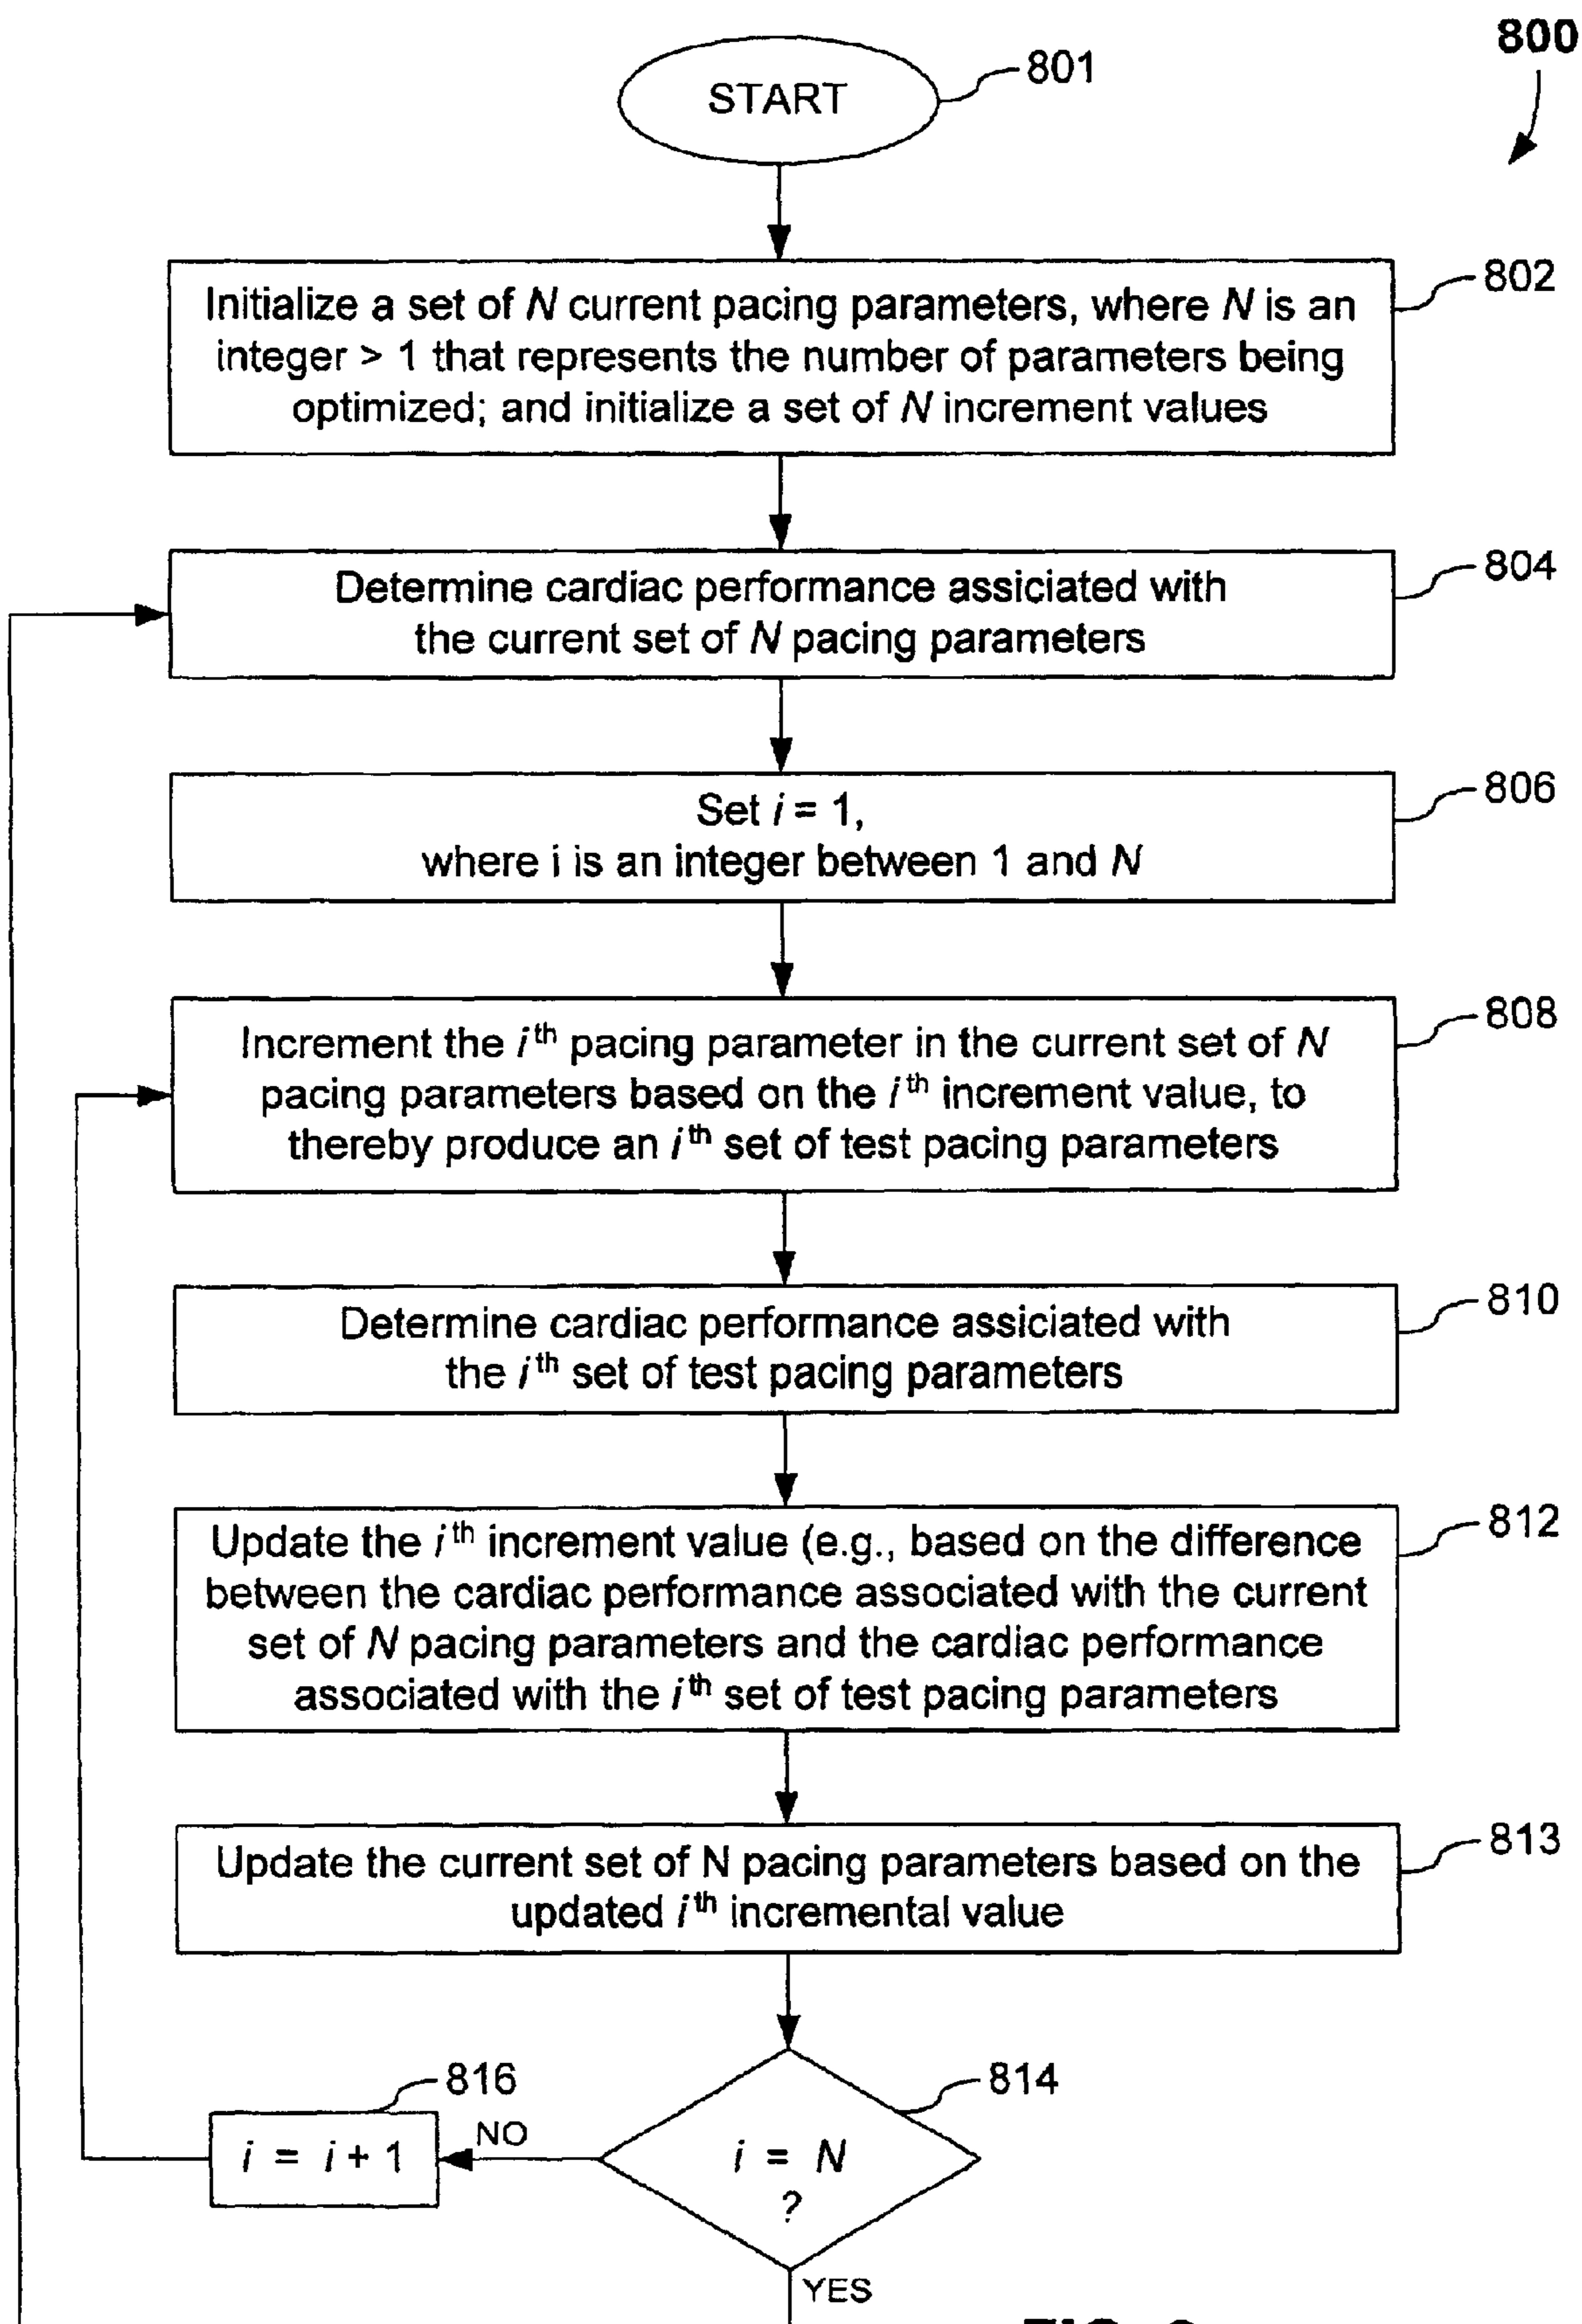 800
START
801
802
Initialize a set of N current pacing parameters, where N is an
integer > 1 that represents the number of parameters being
optimized; and initialize a set of N increment values
804
Determine cardiac performance assiciated with
the current set of N pacing parameters
806
Set i = 1,
where i is an integer between 1 and N
808
Increment the ith pacing parameter in the current set of N
pacing parameters based on the ith increment value, to
thereby produce an ith set of test pacing parameters
810
Determine cardiac performance assiciated with
the ith set of test pacing parameters
812
Update the ith increment value (e.g., based on the difference
between the cardiac performance associated with the current
set of N pacing parameters and the cardiac performance
associated with the ith set of test pacing parameters
813
Update the current set of N pacing parameters based on the
updated ith incremental value
816
814
i = i + 1
NO
i = N
?
YES